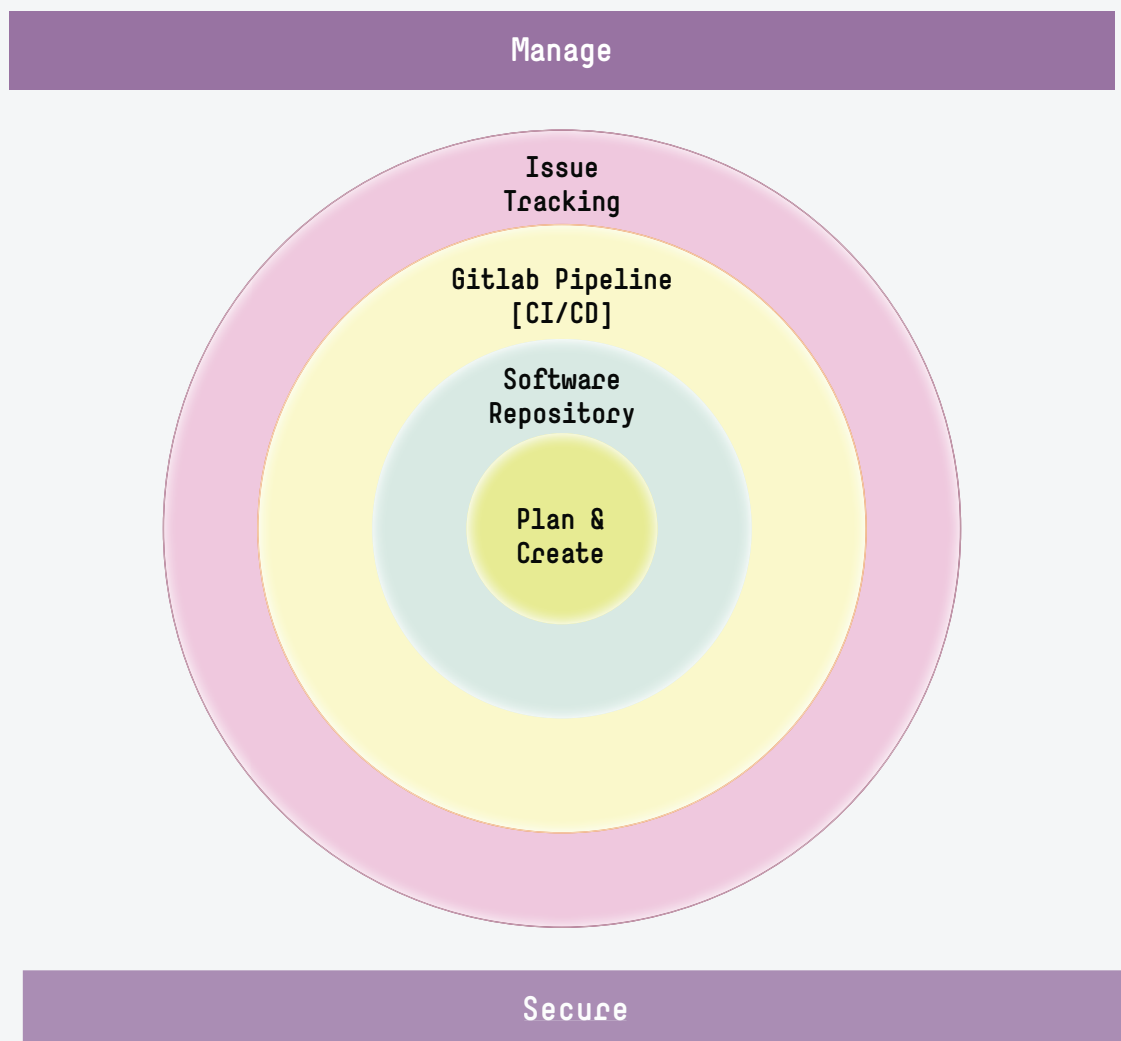 Manage
Issue
Tracking
Gitlab Pipeline
[CI/CD]
Software
Repository
Plan &
Create
Secure